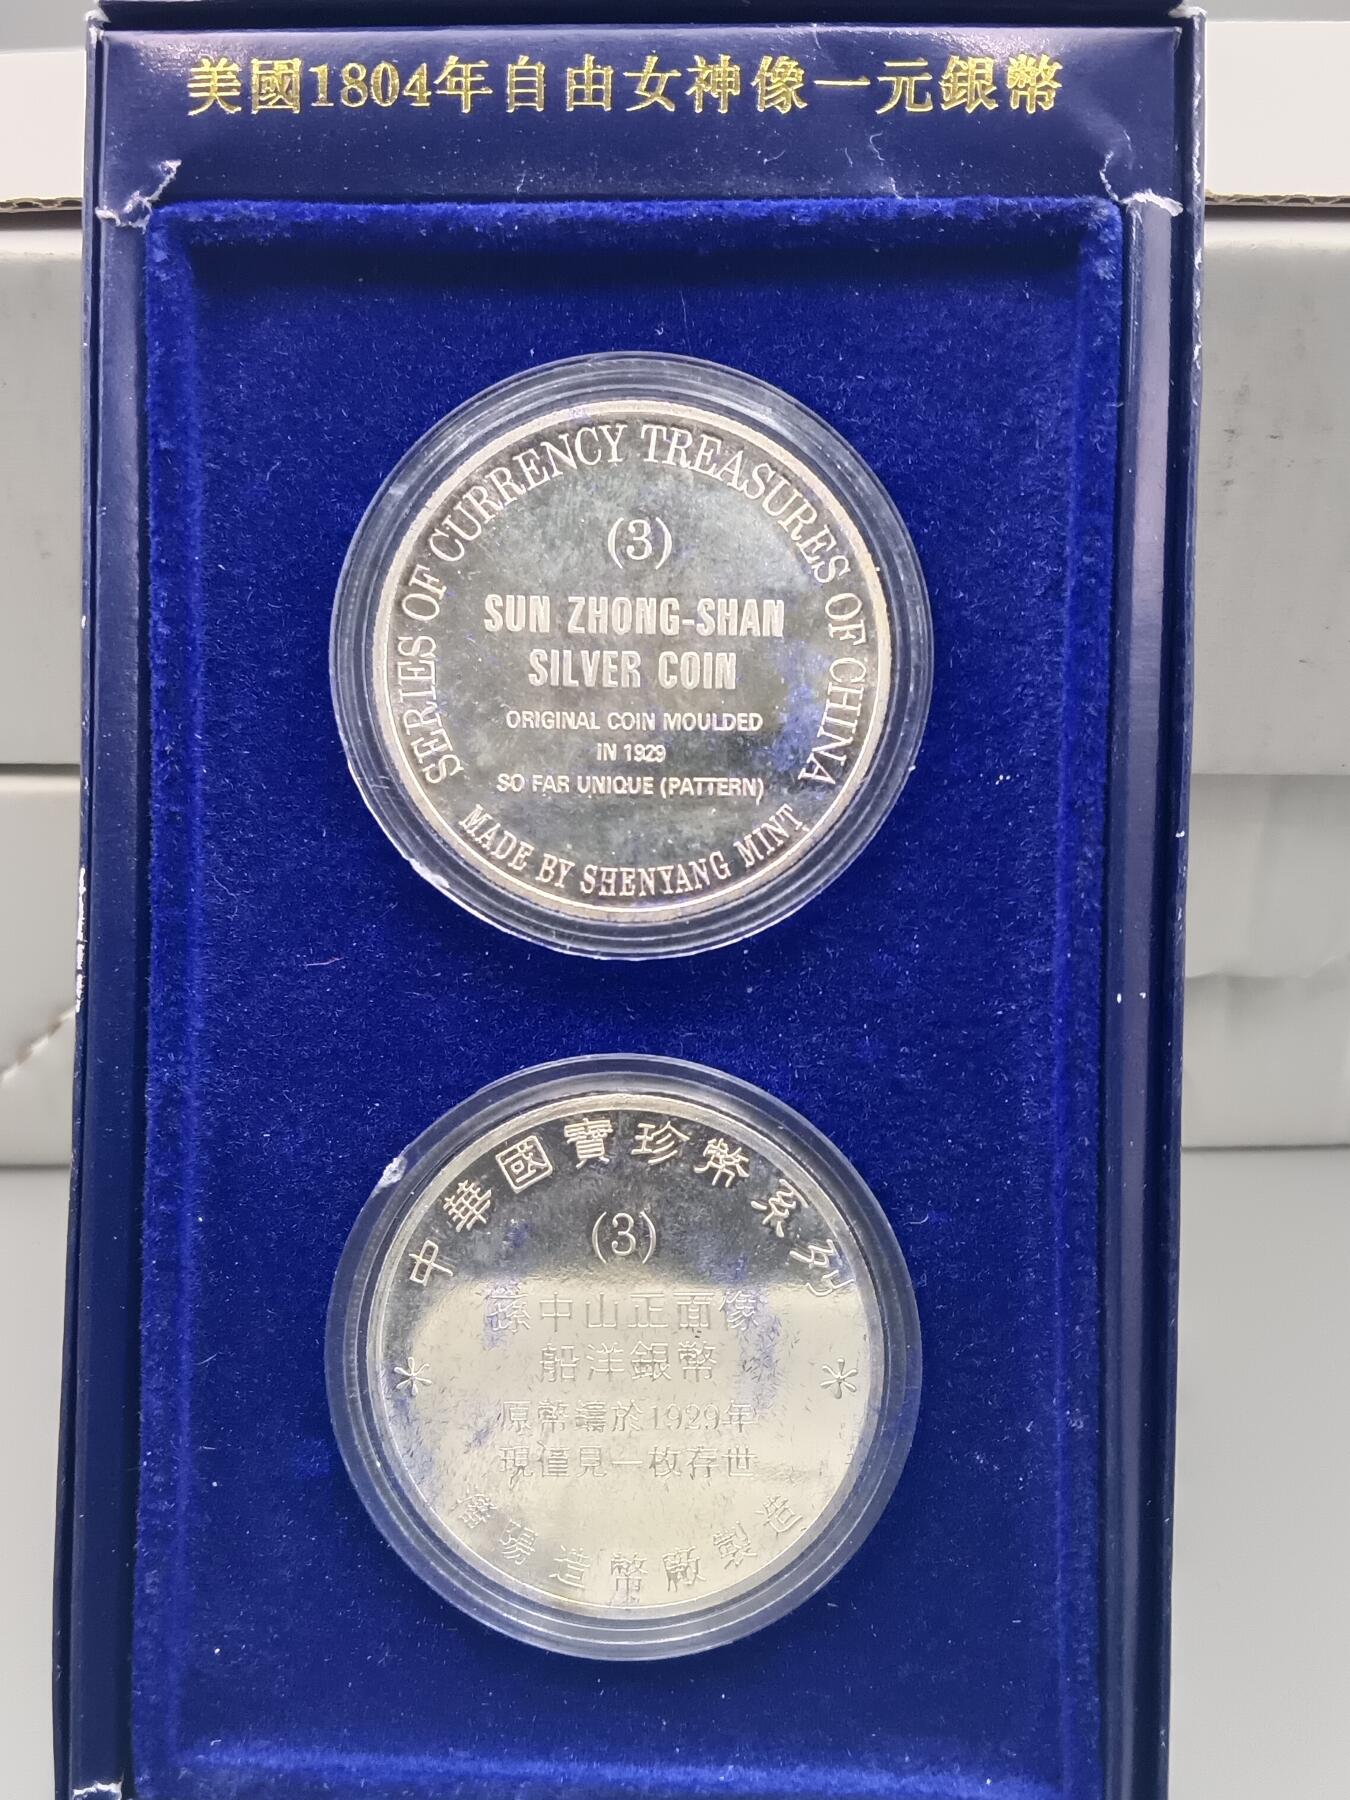 美國1804年自由女神像一元銀幣
SERIES OF CURRENCY TREASURES OF CHINA
(3)
SUN ZHONG-SHAN
SILVER COIN
ORIGINAL COIN MOULDED
IN 1929
SO FAR UNIQUE (PATTERN)
MADE BY SHENYANG MINT
中華國寶珍幣系列
(3)
孫中山正面像
船洋銀幣
原幣鑄於1929年
現僅見一枚存世
瀋陽造幣廠製造